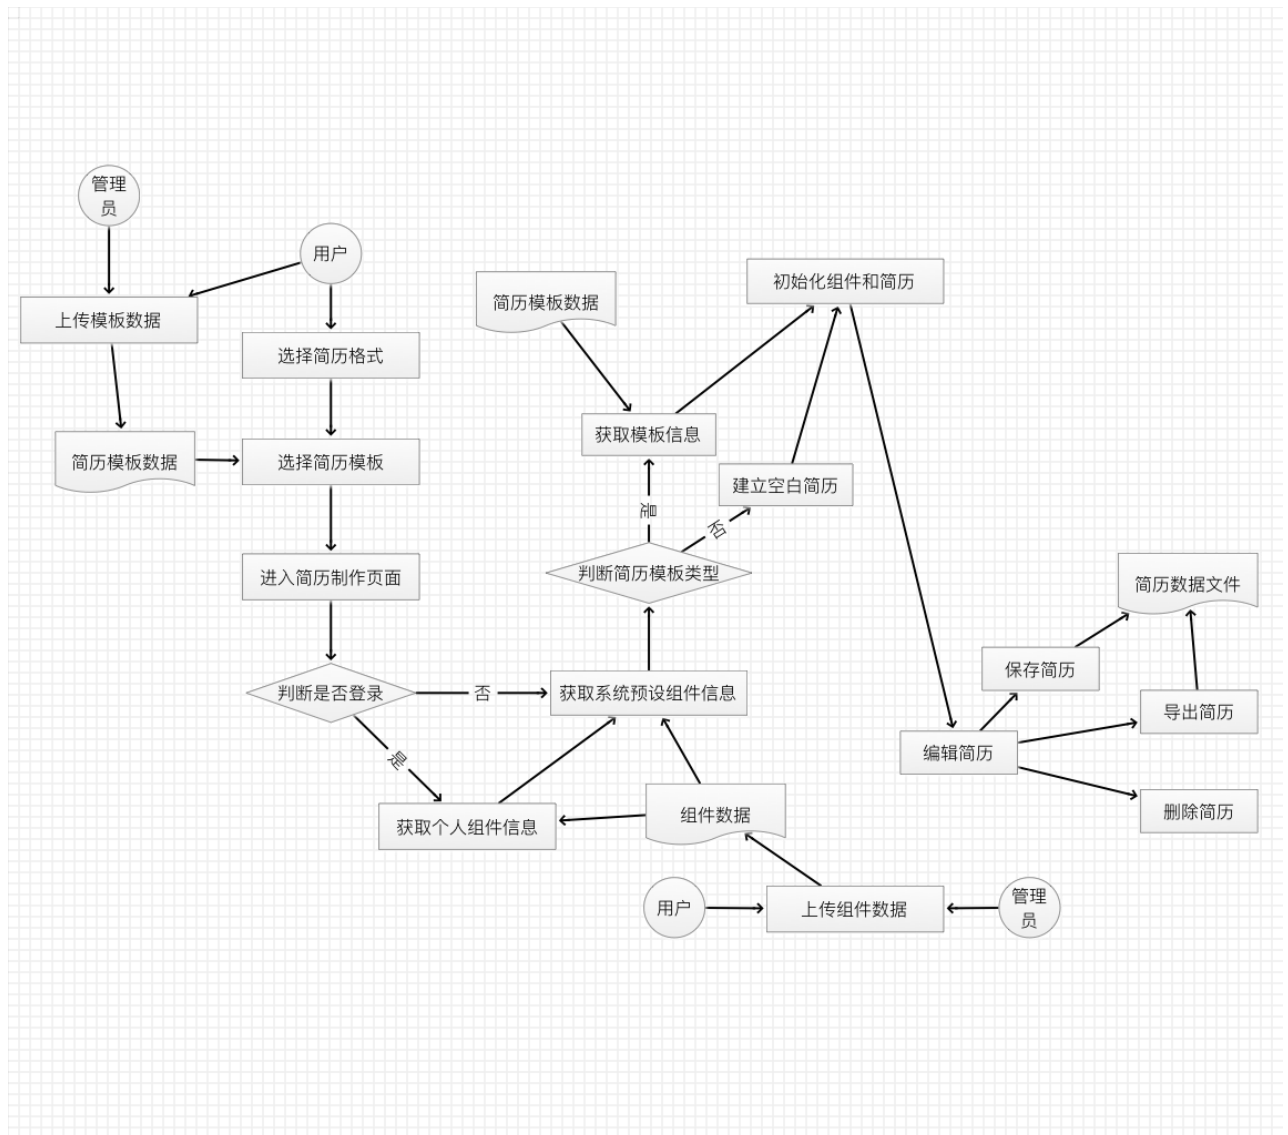 管理
员
用户
上传模板数据
选择简历格式
简历模板数据
选择简历模板
进入简历制作页面
判断是否登录
否
是
获取个人组件信息
获取系统预设组件信息
组件数据
用户
上传组件数据
管理
员
判断简历模板类型
是
否
获取模板信息
简历模板数据
建立空白简历
初始化组件和简历
编辑简历
保存简历
导出简历
删除简历
简历数据文件